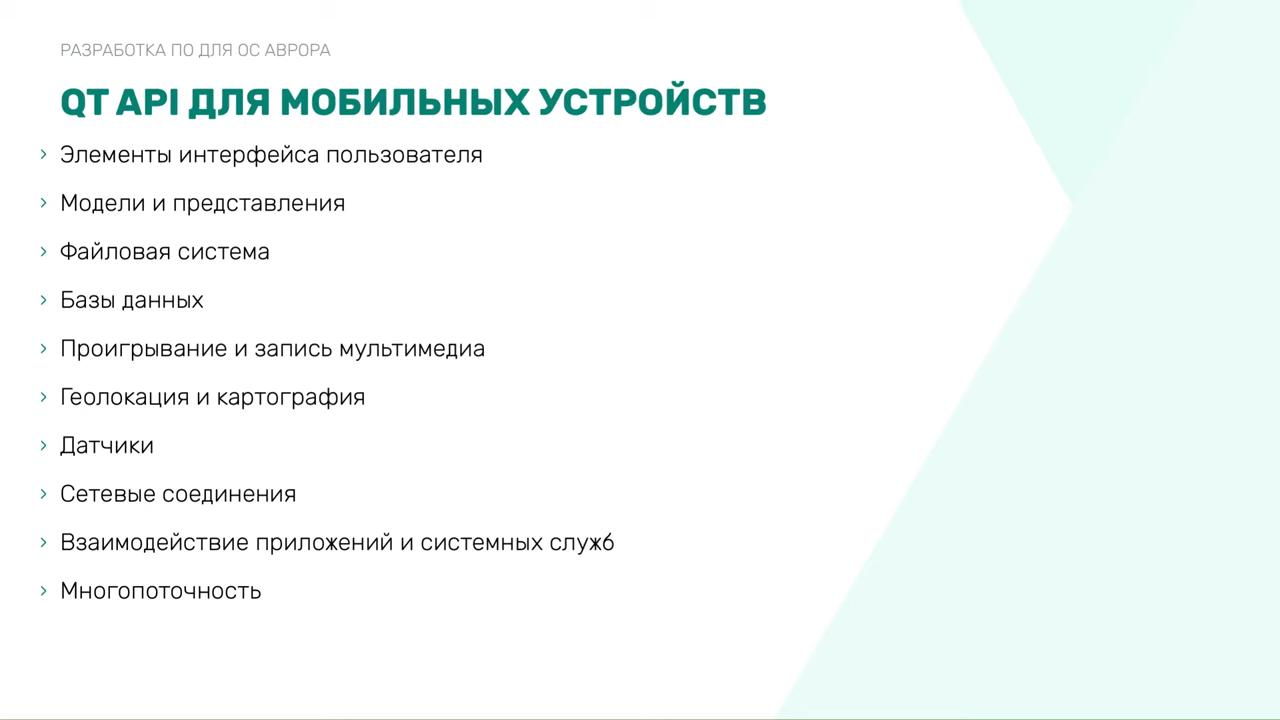 РАЗРАБОТКА ПО ДЛЯ ОС АВРОРА
QT API ДЛЯ МОБИЛЬНЫХ УСТРОЙСТВ
› Элементы интерфейса пользователя
› Модели и представления
› Файловая система
› Базы данных
› Проигрывание и запись мультимедиа
› Геолокация и картография
› Датчики
› Сетевые соединения
› Взаимодействие приложений и системных служб
› Многопоточность